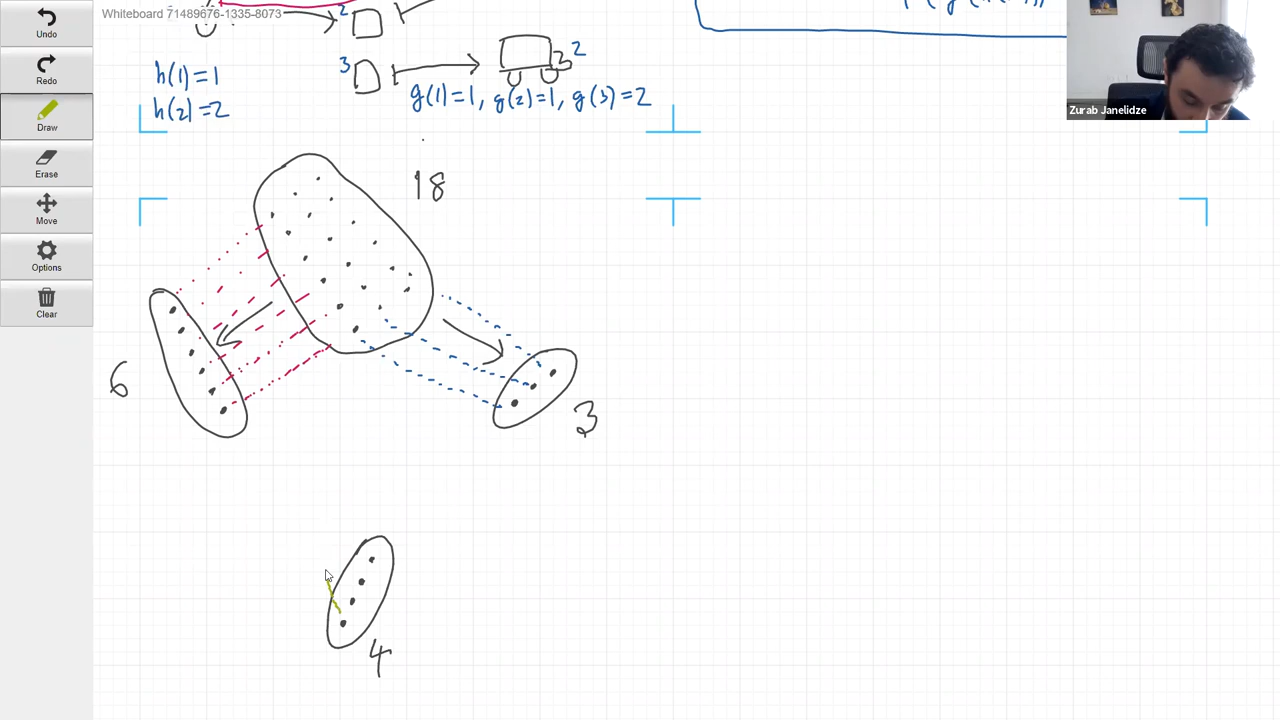 Undo
Redo
Draw
Erase
Move
Options
Clear
Whiteboard 71489676-1335-8073
2
3
2
h(1)=1
h(2)=2
g(1)=1, g(2)=1, g(3)=2
Zurab Janelidze
18
6
3
4